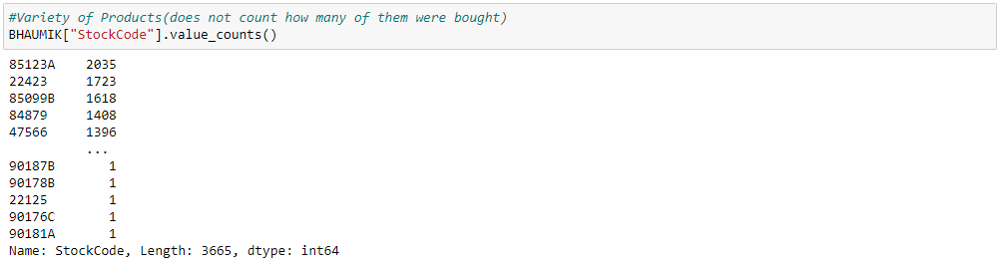 #Variety of Products(does not count how many of them were bought)
BHAUMIK["StockCode"].value_counts()
85123A    2035
22423     1723
85099B    1618
84879     1408
47566     1396
          ...
90187B       1
90178B       1
22125        1
90176C       1
90181A       1
Name: StockCode, Length: 3665, dtype: int64